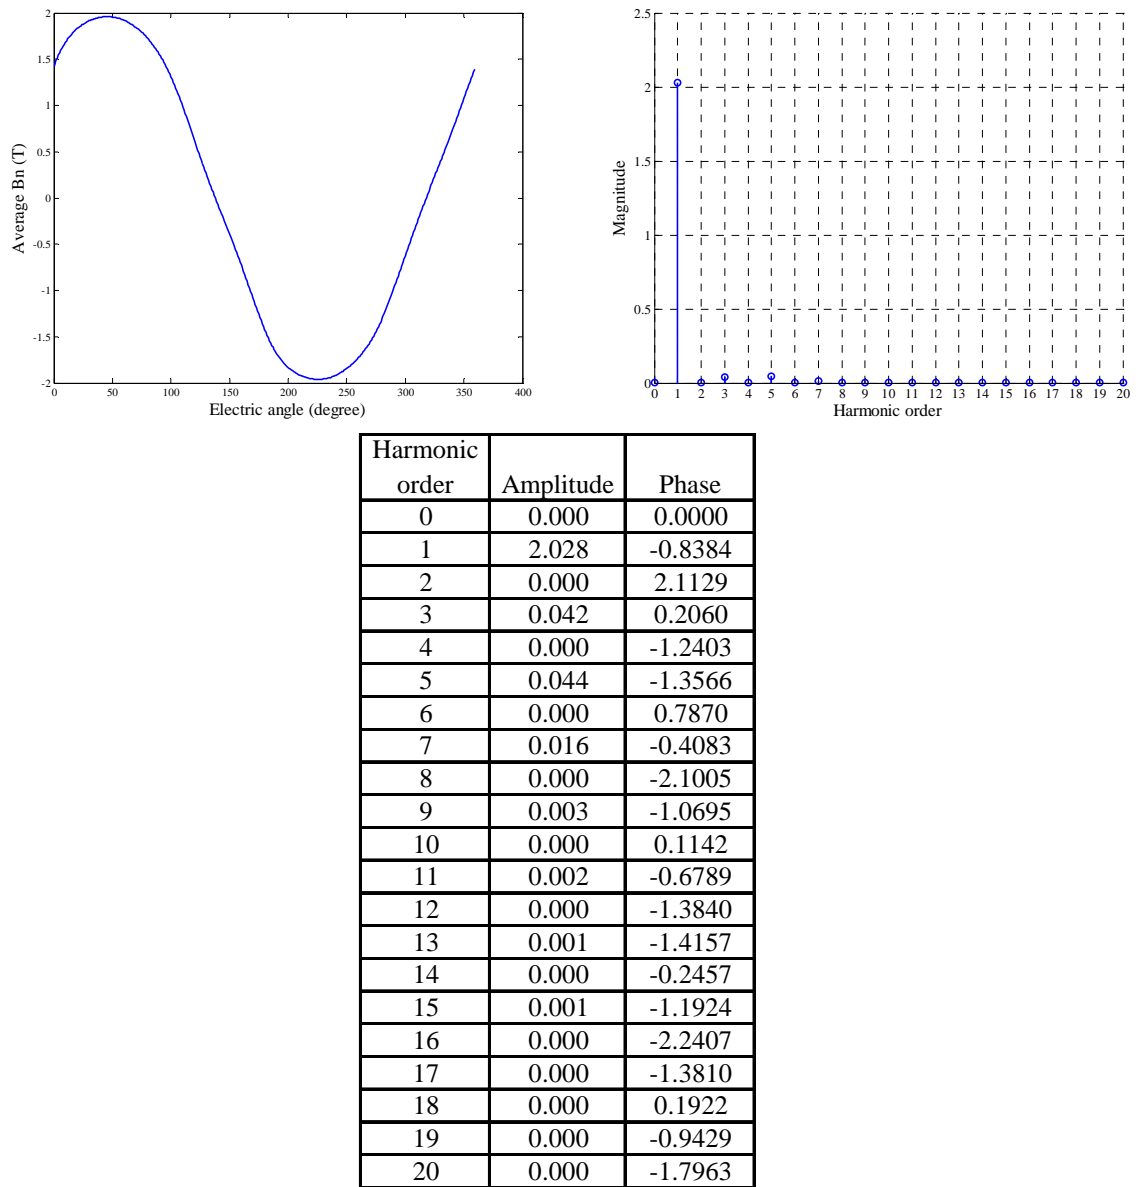 2
1.5
1
0.5
0
-0.5
-1
-1.5
-2
0 50 100 150 200 250 300 350 400
Average Bn (T)
Electric angle (degree)
2.5
2
1.5
1
0.5
0
0 1 2 3 4 5 6 7 8 9 10 11 12 13 14 15 16 17 18 19 20
Magnitude
Harmonic order
Harmonic
order Amplitude Phase
0 0.000 0.0000
1 2.028 -0.8384
2 0.000 2.1129
3 0.042 0.2060
4 0.000 -1.2403
5 0.044 -1.3566
6 0.000 0.7870
7 0.016 -0.4083
8 0.000 -2.1005
9 0.003 -1.0695
10 0.000 0.1142
11 0.002 -0.6789
12 0.000 -1.3840
13 0.001 -1.4157
14 0.000 -0.2457
15 0.001 -1.1924
16 0.000 -2.2407
17 0.000 -1.3810
18 0.000 0.1922
19 0.000 -0.9429
20 0.000 -1.7963